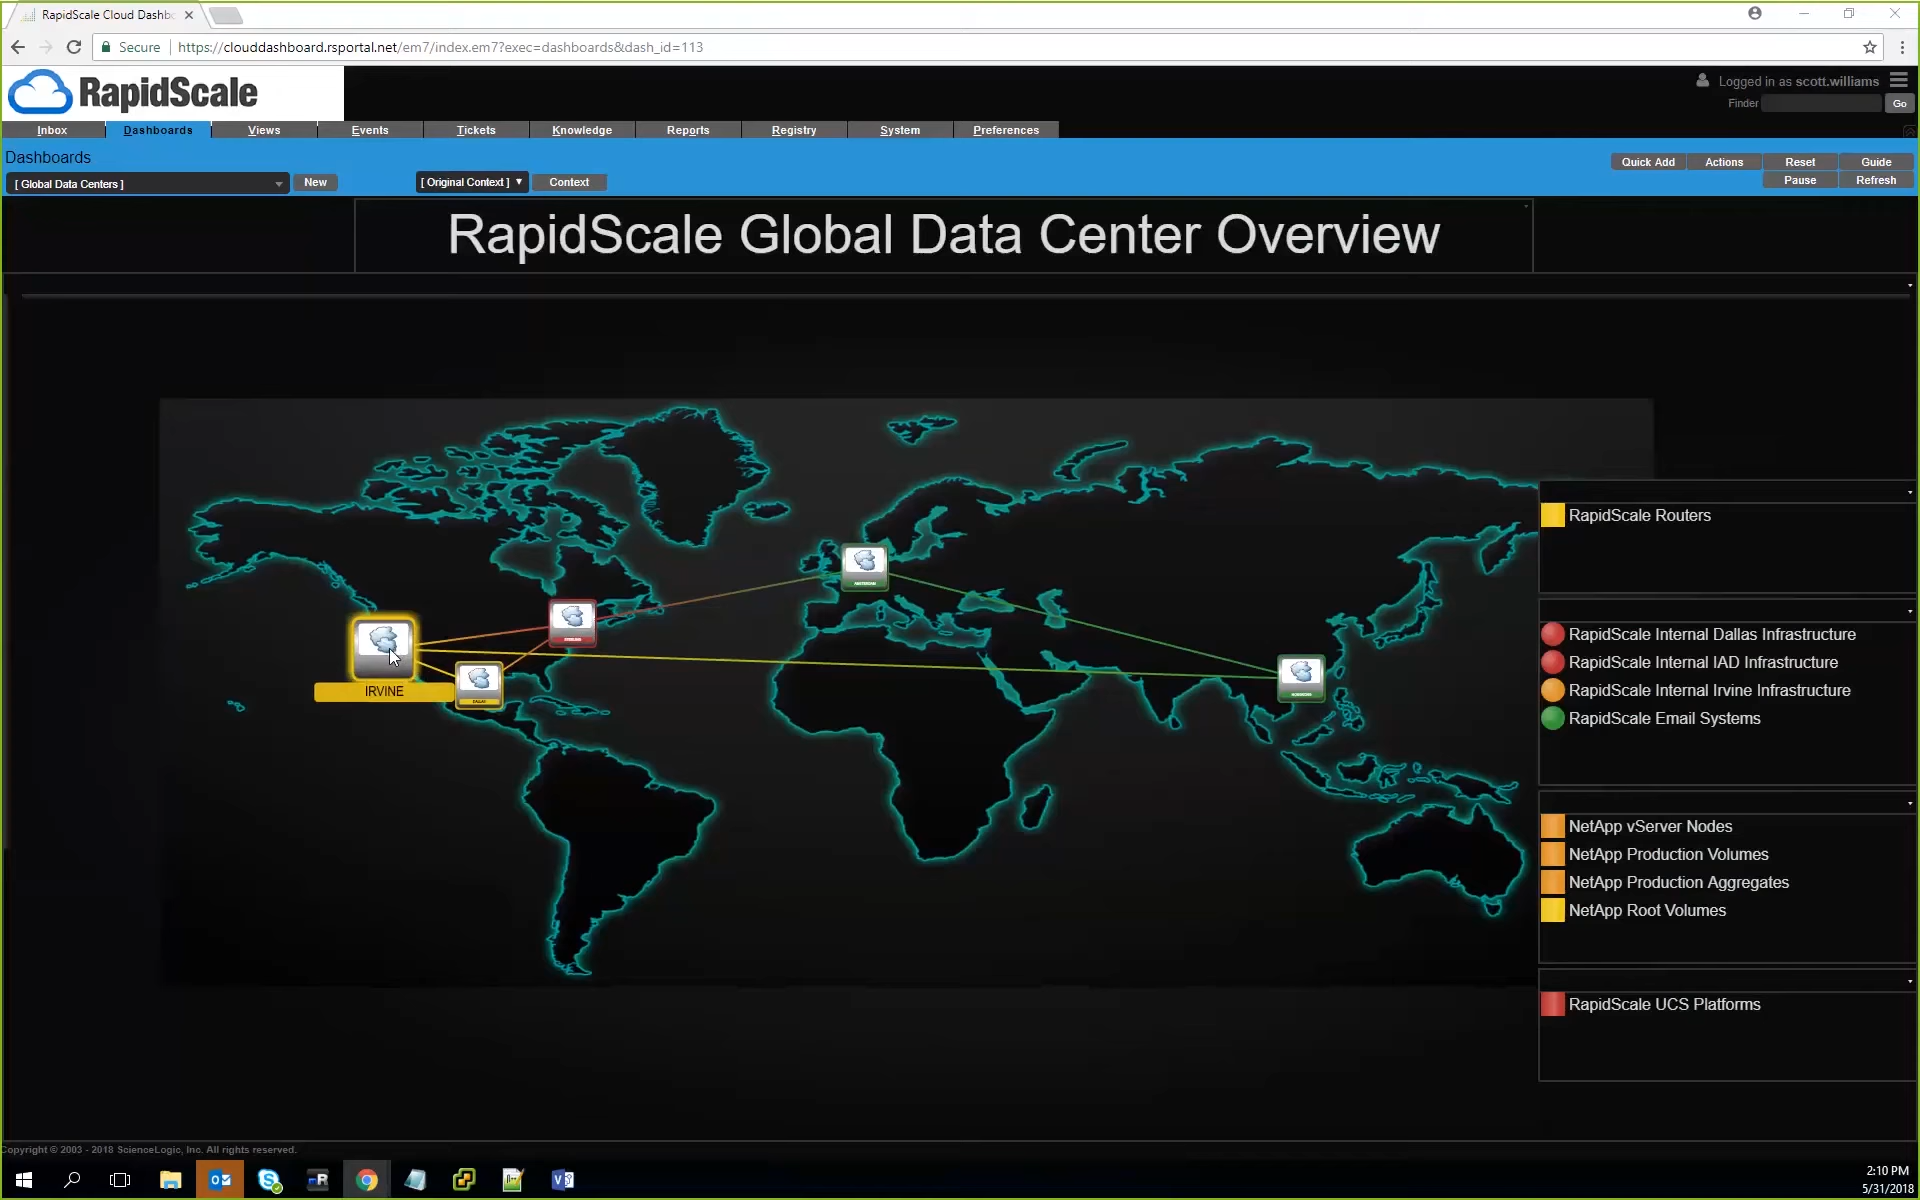 RapidScale Cloud Dashb
Secure
https://clouddashboard.rsportal.net/em7/index.em7?exec=dashboards&dash_id=113
RapidScale
Logged in as scott.williams
Finder
Go
Inbox Dashboards Views Events Tickets Knowledge Reports Registry System Preferences
Dashboards
Quick Add Actions Reset Guide
[ Global Data Centers ] New [ Original Context ] Context
Pause Refresh
RapidScale Global Data Center Overview
RapidScale Routers
AMSTERDAM
RapidScale Internal Dallas Infrastructure
RapidScale Internal IAD Infrastructure
RapidScale Internal Irvine Infrastructure
RapidScale Email Systems
IRVINE
DALLAS
NetApp vServer Nodes
NetApp Production Volumes
NetApp Production Aggregates
NetApp Root Volumes
RapidScale UCS Platforms
Copyright © 2003 - 2018 ScienceLogic, Inc. All rights reserved.
2:10 PM
5/31/2018